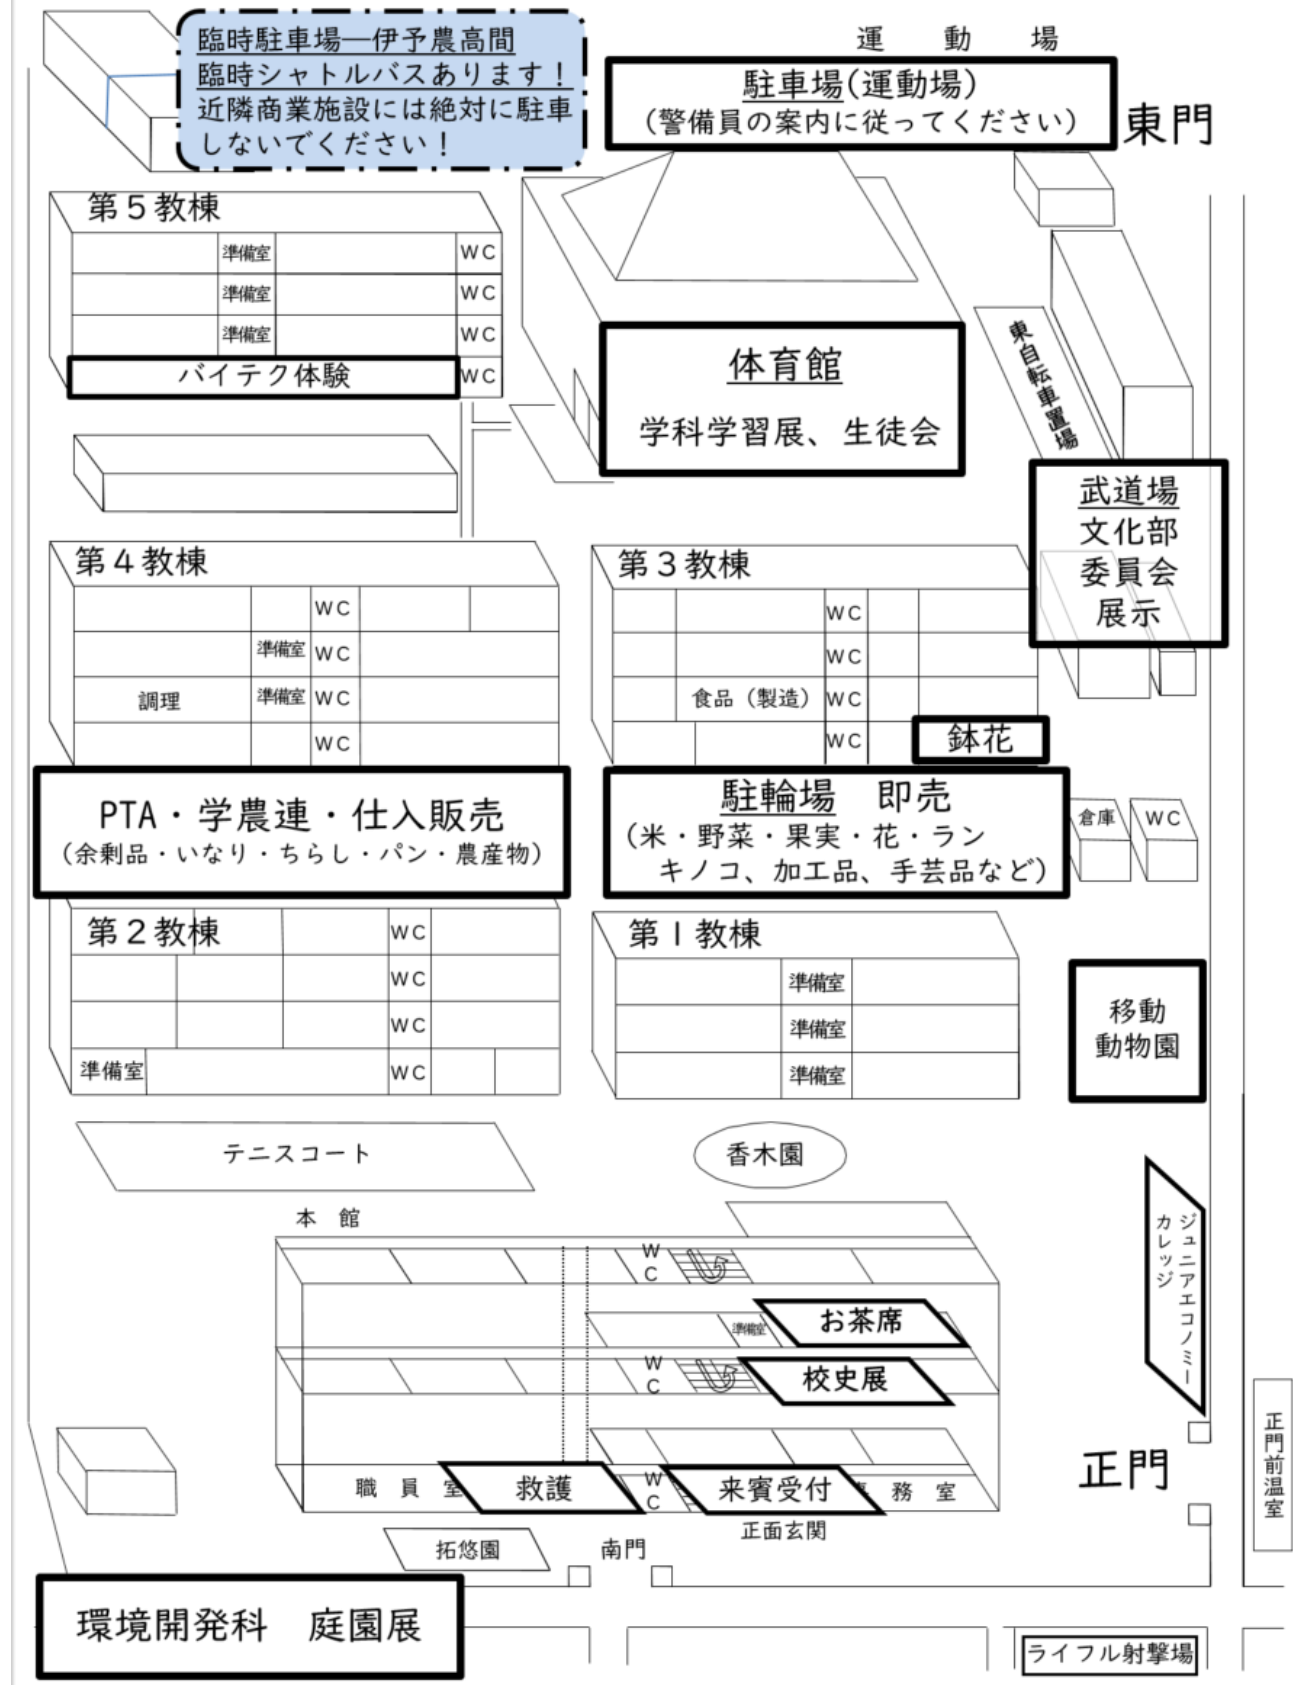 臨時駐車場―伊予農高間
臨時シャトルバスあります！
近隣商業施設には絶対に駐車
しないでください！
運 動 場
駐車場(運動場)
（警備員の案内に従ってください）
東門
第５教棟
準備室 WC
準備室 WC
準備室 WC
バイテク体験 WC
体育館
学科学習展、生徒会
東自転車置場
武道場
文化部
委員会
展示
第４教棟
WC
準備室 WC
調理 準備室 WC
WC
第３教棟
WC
WC
食品（製造） WC
WC 鉢花
PTA・学農連・仕入販売
（余剰品・いなり・ちらし・パン・農産物）
駐輪場 即売
（米・野菜・果実・花・ラン
キノコ、加工品、手芸品など）
倉庫 WC
第２教棟 WC
WC
WC
準備室 WC
第１教棟
準備室
準備室
準備室
移動
動物園
テニスコート
香木園
本 館
WC
準備室 お茶席
WC 校史展
職 員 室 救護 WC 来賓受付 務 室
正面玄関
ジュニアエコノミー
カレッジ
正門
正門前温室
拓悠園
南門
環境開発科 庭園展
ライフル射撃場